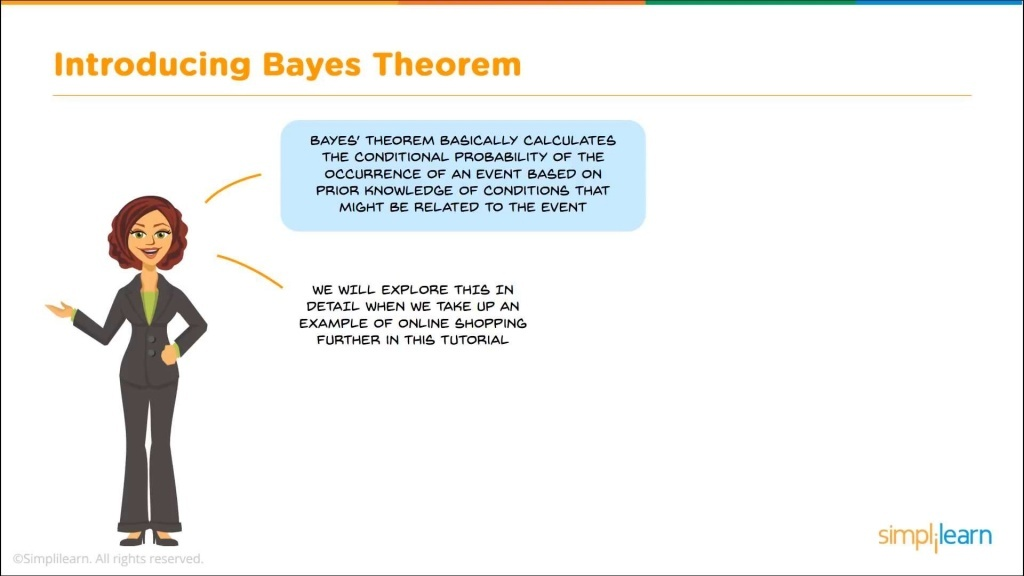 Introducing Bayes Theorem
BAYES' THEOREM BASICALLY CALCULATES
THE CONDITIONAL PROBABILITY OF THE
OCCURRENCE OF AN EVENT BASED ON
PRIOR KNOWLEDGE OF CONDITIONS THAT
MIGHT BE RELATED TO THE EVENT
WE WILL EXPLORE THIS IN
DETAIL WHEN WE TAKE UP AN
EXAMPLE OF ONLINE SHOPPING
FURTHER IN THIS TUTORIAL
©Simplilearn. All rights reserved.
simplilearn